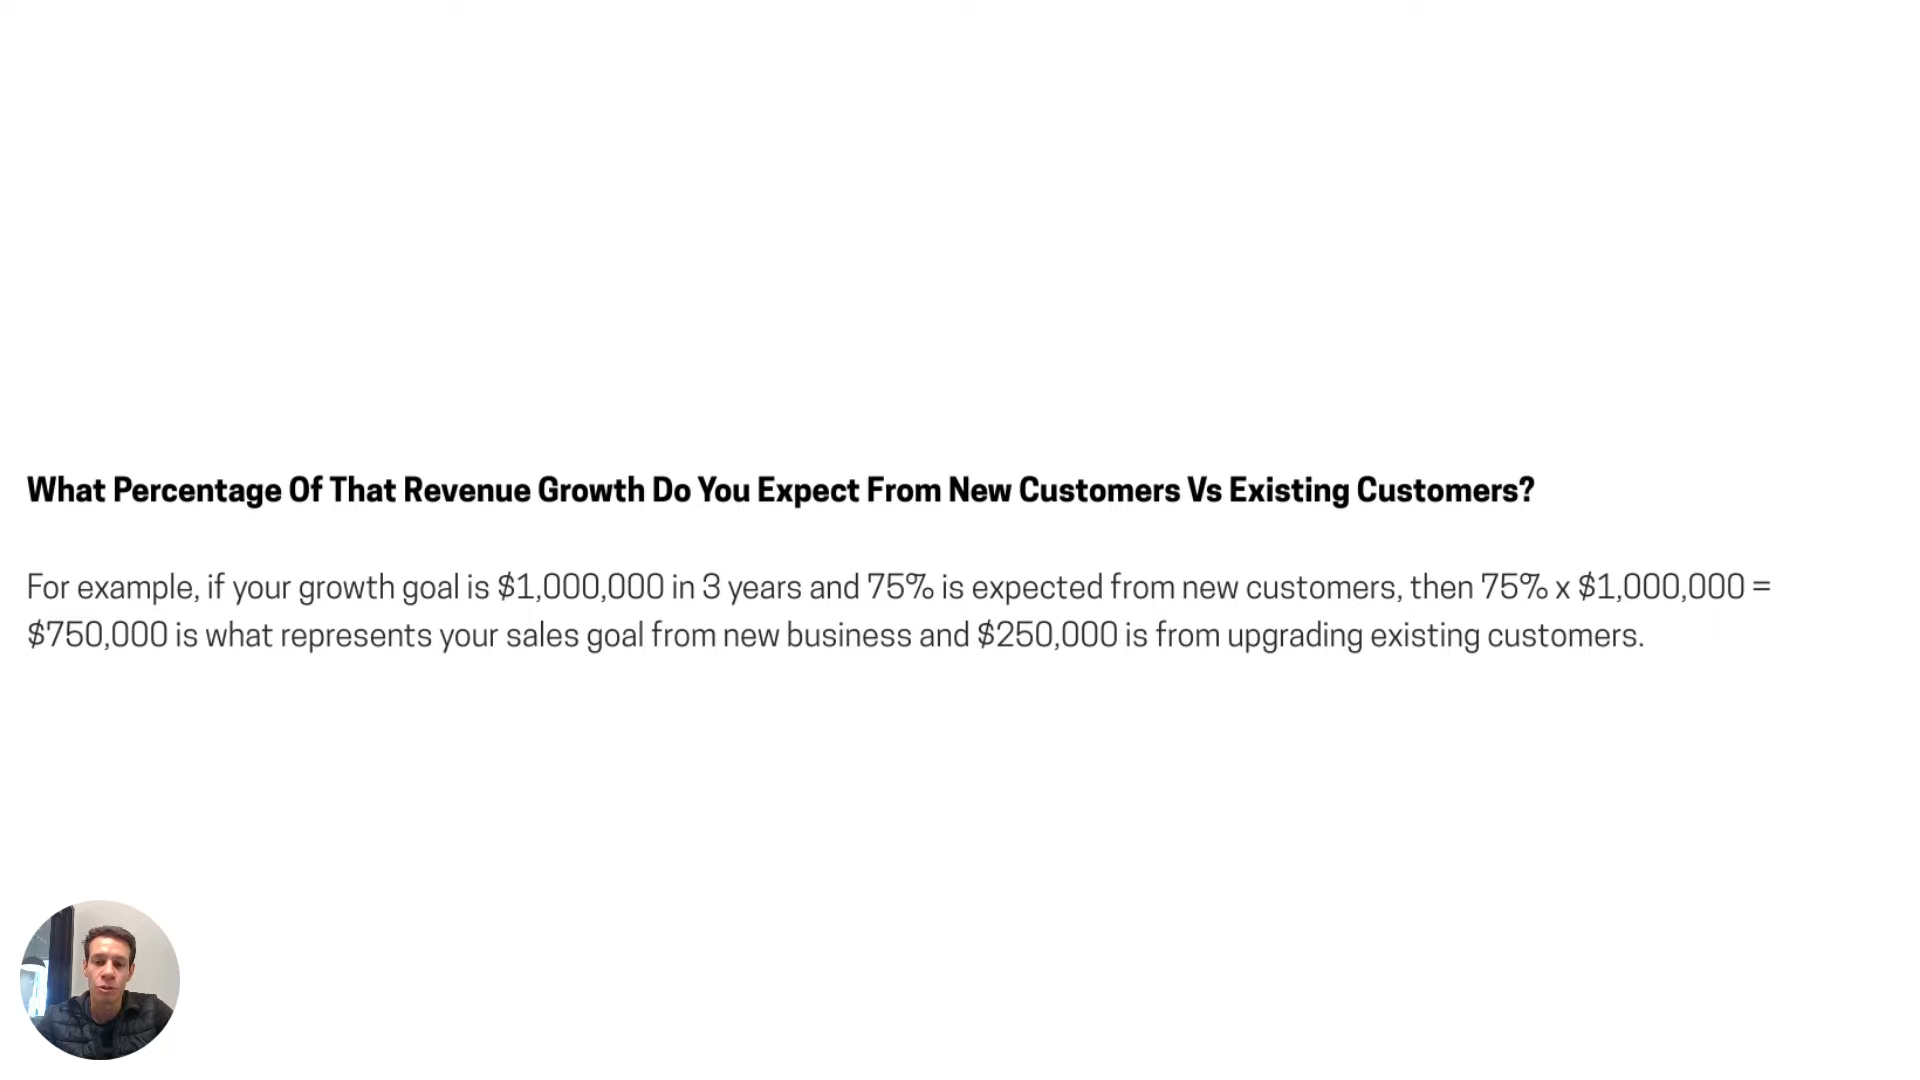 What Percentage Of That Revenue Growth Do You Expect From New Customers Vs Existing Customers?
For example, if your growth goal is $1,000,000 in 3 years and 75% is expected from new customers, then 75% x $1,000,000 =
$750,000 is what represents your sales goal from new business and $250,000 is from upgrading existing customers.